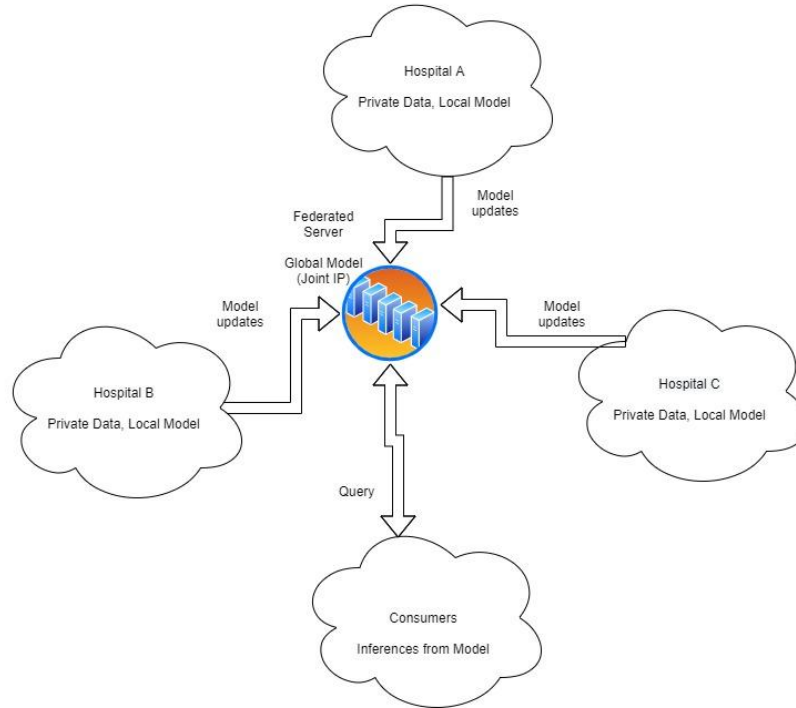 Hospital A
Private Data, Local Model
Model
updates
Federated
Server
Global Model
(Joint IP)
Model
updates
Model
updates
Hospital B
Private Data, Local Model
Hospital C
Private Data, Local Model
Query
Consumers
Inferences from Model